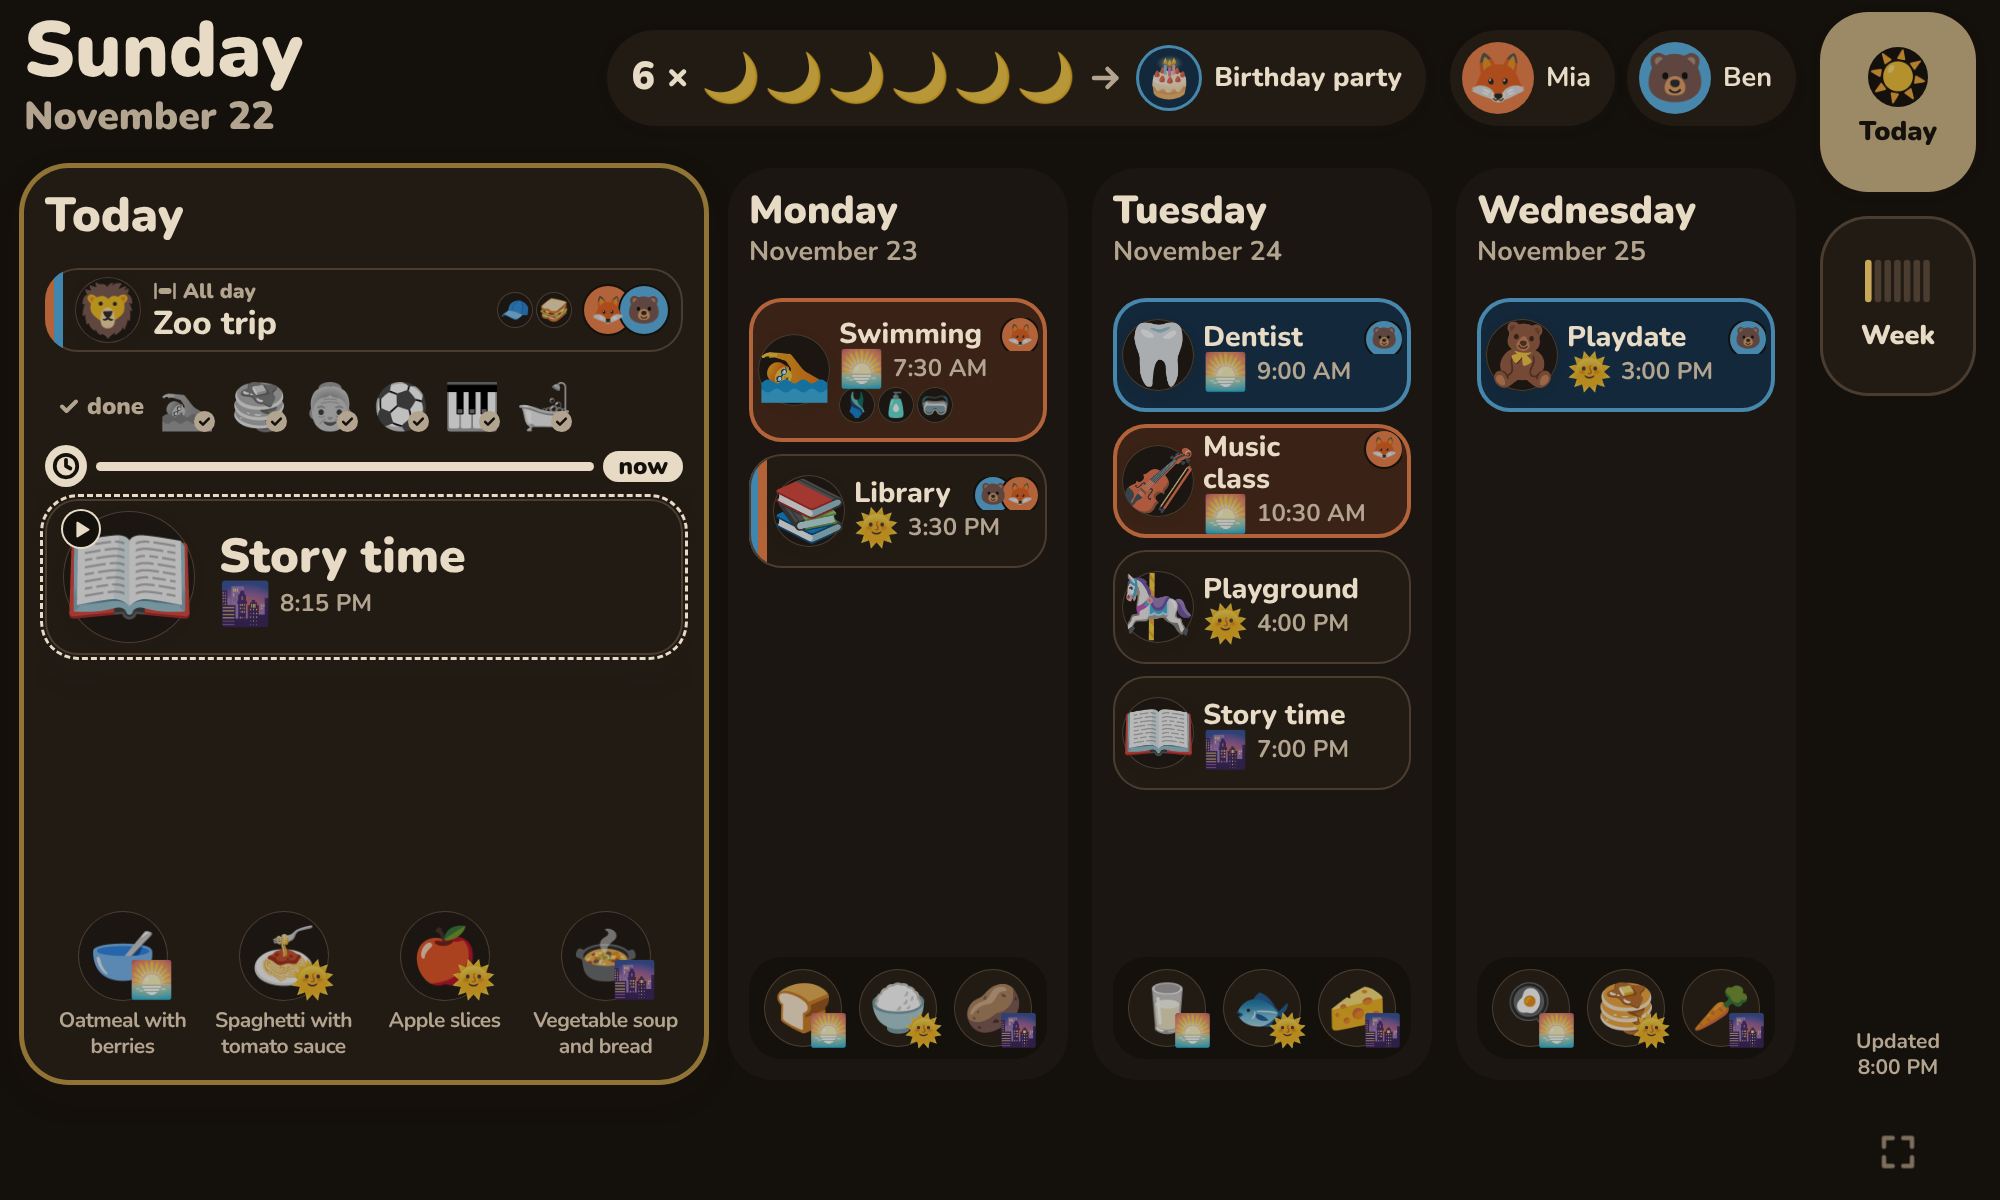 Sunday
November 22
6 × → Birthday party
Mia
Ben
Today
Week
Today
All day
Zoo trip
done
now
Story time
8:15 PM
Oatmeal with
berries
Spaghetti with
tomato sauce
Apple slices
Vegetable soup
and bread
Monday
November 23
Swimming
7:30 AM
Library
3:30 PM
Tuesday
November 24
Dentist
9:00 AM
Music
class
10:30 AM
Playground
4:00 PM
Story time
7:00 PM
Wednesday
November 25
Playdate
3:00 PM
Updated
8:00 PM